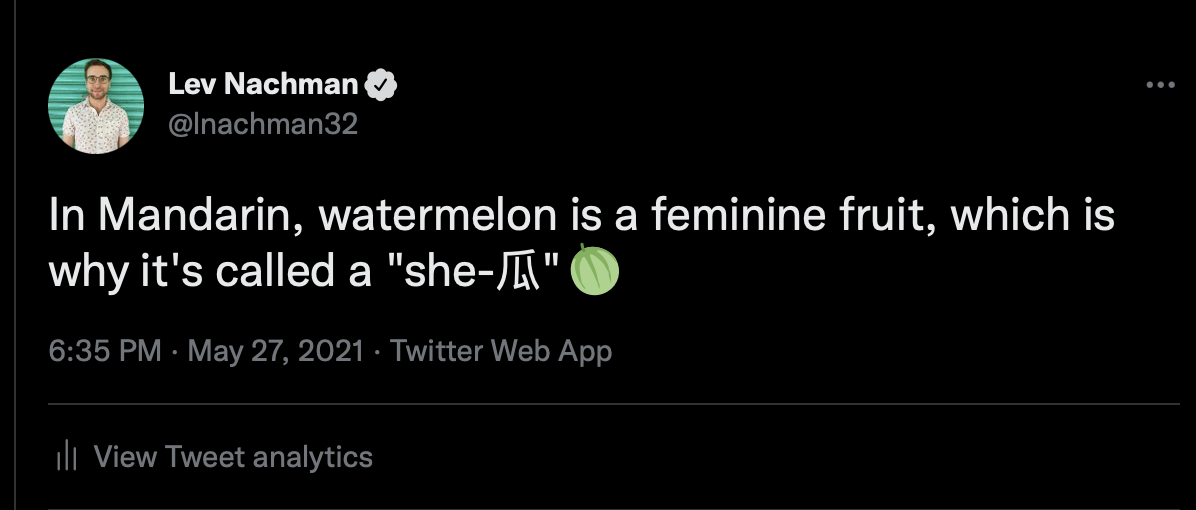 Lev Nachman
@lnachman32
In Mandarin, watermelon is a feminine fruit, which is
why it's called a "she-瓜" 🍈
6:35 PM · May 27, 2021 · Twitter Web App
View Tweet analytics